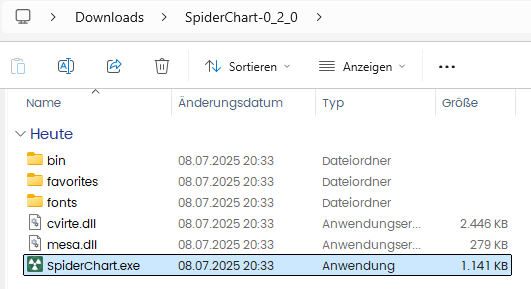 Downloads > SpiderChart-0_2_0 >
Sortieren Anzeigen ...
Name Änderungsdatum Typ Größe
Heute
bin 08.07.2025 20:33 Dateiordner
favorites 08.07.2025 20:33 Dateiordner
fonts 08.07.2025 20:33 Dateiordner
cvirte.dll 08.07.2025 20:33 Anwendungser... 2.446 KB
mesa.dll 08.07.2025 20:33 Anwendungser... 279 KB
SpiderChart.exe 08.07.2025 20:33 Anwendung 1.141 KB